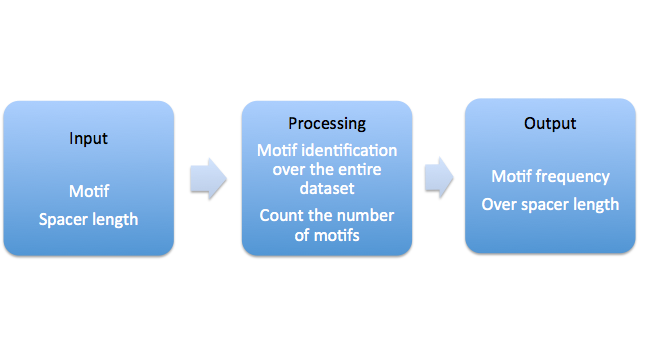 Input
Motif
Spacer length
Processing
Motif identification
over the entire
dataset
Count the number
of motifs
Output
Motif frequency
Over spacer length